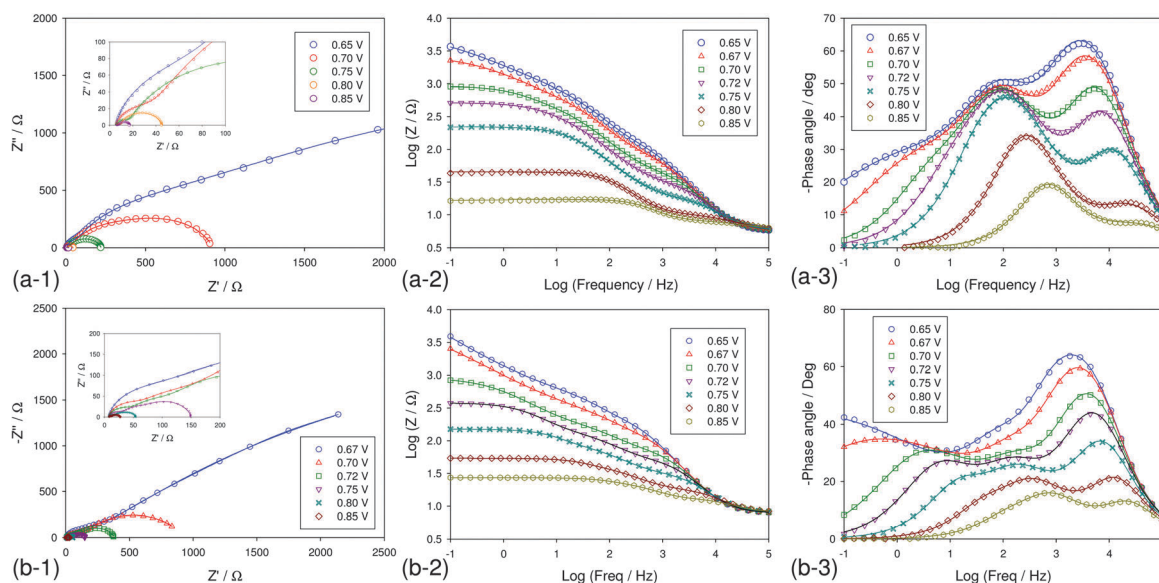 2000
1500
1000
500
0
Z" / Ω
0 500 1000 1500 2000
Z' / Ω
100
80
60
40
20
0
Z" / Ω
0 20 40 60 80 100
Z' / Ω
0.65 V
0.70 V
0.75 V
0.80 V
0.85 V
(a-1)
4.0
3.5
3.0
2.5
2.0
1.5
1.0
0.5
Log(Z / Ω)
-1 0 1 2 3 4 5
Log (Frequency / Hz)
0.65 V
0.67 V
0.70 V
0.72 V
0.75 V
0.80 V
0.85 V
(a-2)
-70
60
50
40
30
20
10
0
-Phase angle / deg
-1 0 1 2 3 4 5
Log (Frequency / Hz)
0.65 V
0.67 V
0.70 V
0.72 V
0.75 V
0.80 V
0.85 V
(a-3)
-2500
2000
1500
1000
500
0
-Z" / Ω
0 500 1000 1500 2000 2500
Z' / Ω
200
150
100
50
0
Z" / Ω
0 50 100 150 200
Z' / Ω
0.67 V
0.70 V
0.72 V
0.75 V
0.80 V
0.85 V
(b-1)
4.0
3.5
3.0
2.5
2.0
1.5
1.0
0.5
Log (Z / Ω)
-1 0 1 2 3 4 5
Log (Freq / Hz)
0.65 V
0.67 V
0.70 V
0.72 V
0.75 V
0.80 V
0.85 V
(b-2)
80
60
40
20
0
-Phase angle / Deg
-1 0 1 2 3 4 5
Log (Freq / Hz)
0.65 V
0.67 V
0.70 V
0.72 V
0.75 V
0.80 V
0.85 V
(b-3)